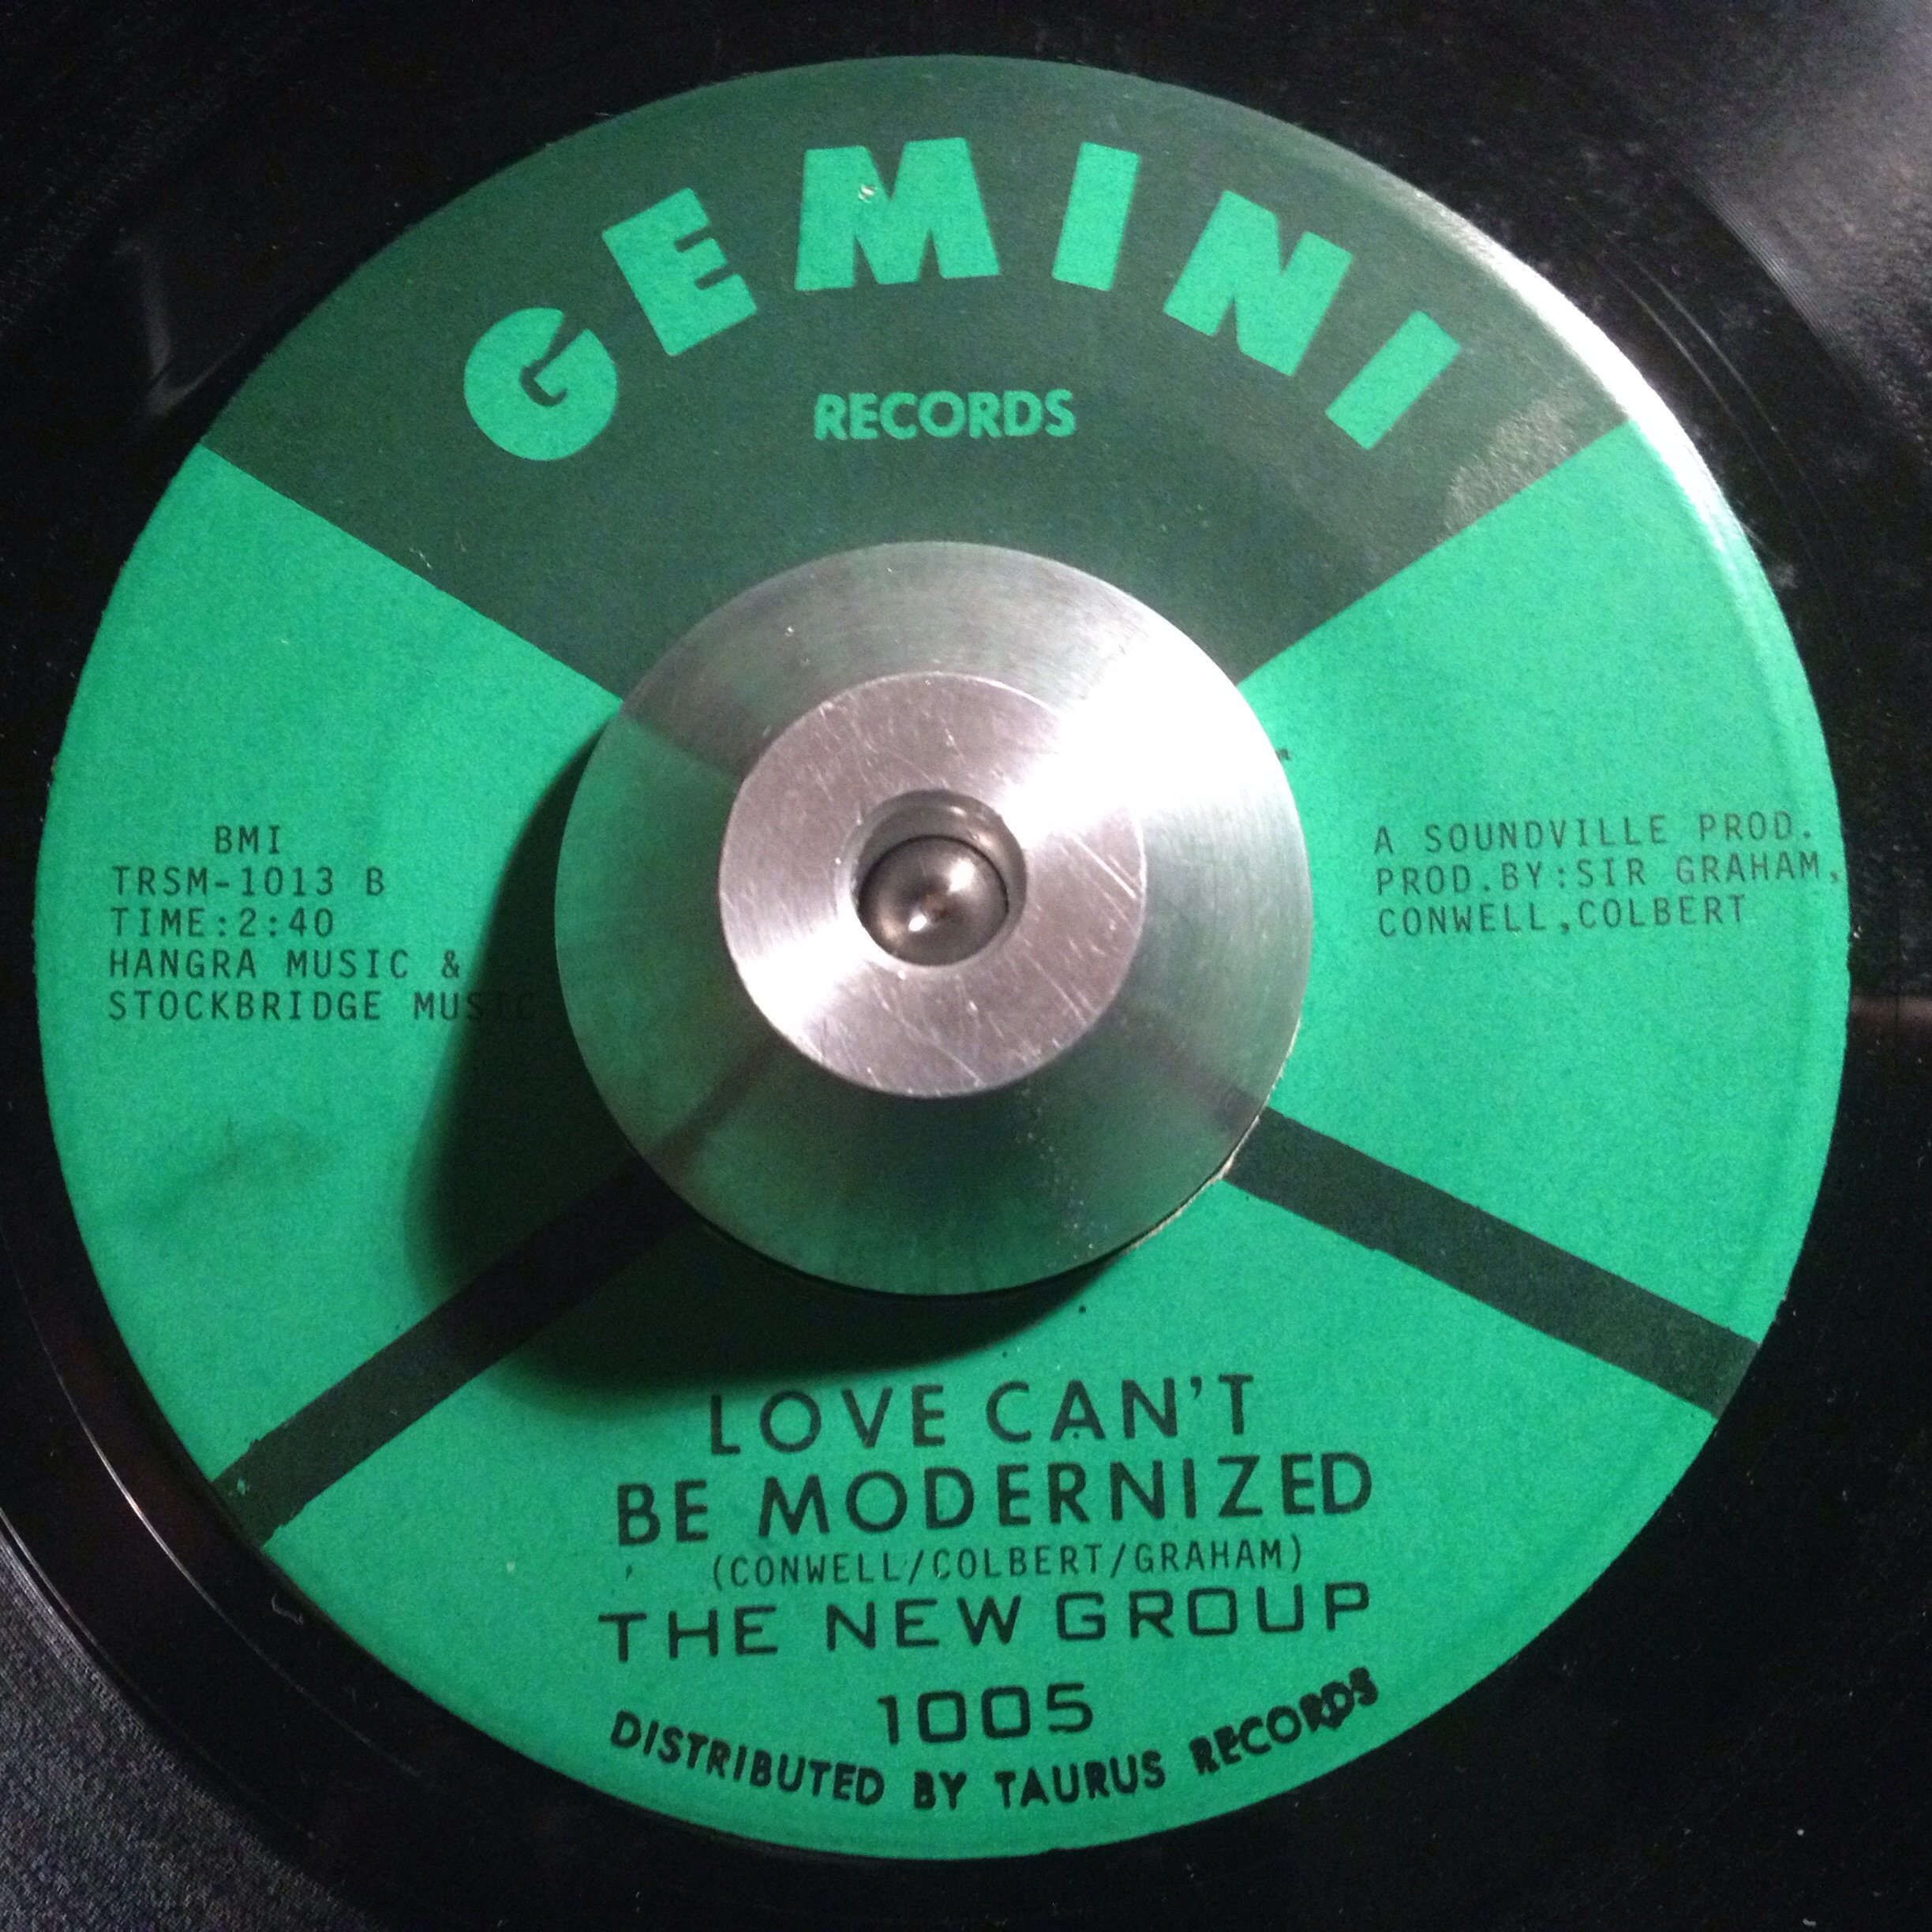 GEMINI
RECORDS
BMI
TRSM-1013 B
TIME:2:40
HANGRA MUSIC &
STOCKBRIDGE MUSIC
A SOUNDVILLE PROD.
PROD.BY:SIR GRAHAM,
CONWELL,COLBERT
LOVE CAN'T
BE MODERNIZED
(CONWELL/COLBERT/GRAHAM)
THE NEW GROUP
1005
DISTRIBUTED BY TAURUS RECORDS